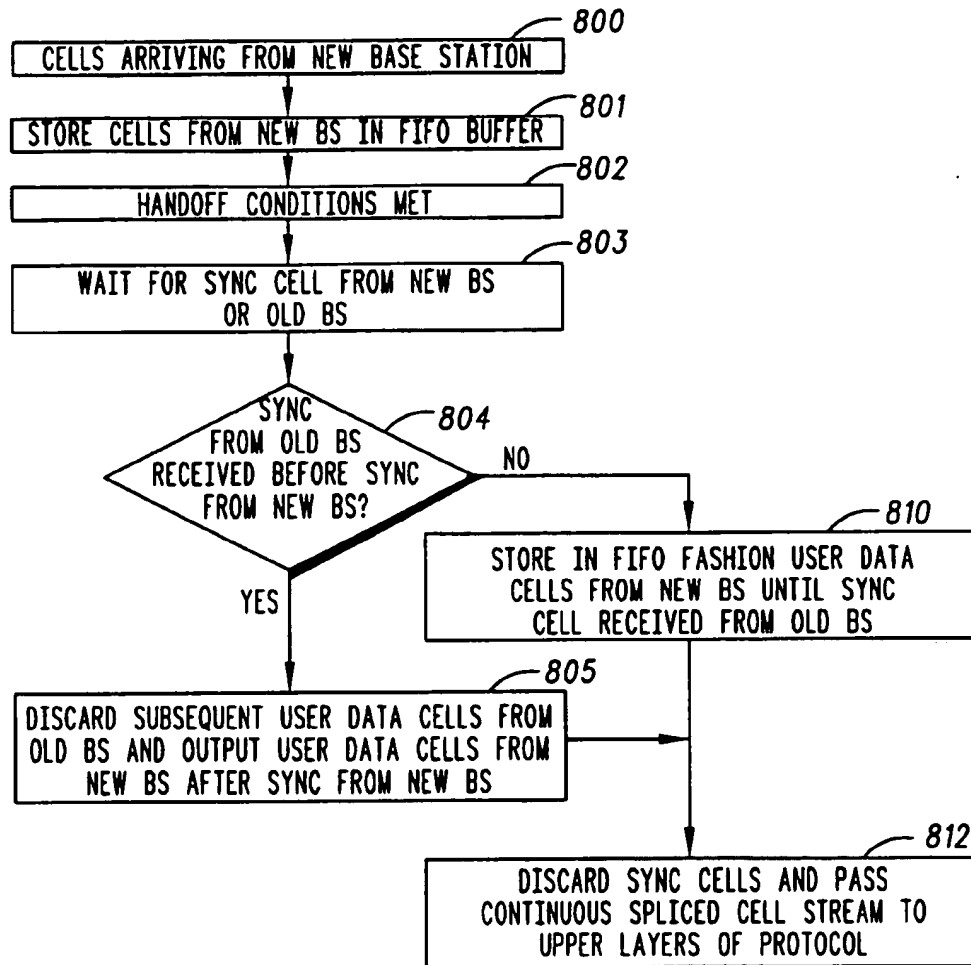 800
CELLS ARRIVING FROM NEW BASE STATION
801
STORE CELLS FROM NEW BS IN FIFO BUFFER
802
HANDOFF CONDITIONS MET
803
WAIT FOR SYNC CELL FROM NEW BS
OR OLD BS
804
SYNC
FROM OLD BS
RECEIVED BEFORE SYNC
FROM NEW BS?
NO
YES
810
STORE IN FIFO FASHION USER DATA
CELLS FROM NEW BS UNTIL SYNC
CELL RECEIVED FROM OLD BS
805
DISCARD SUBSEQUENT USER DATA CELLS FROM
OLD BS AND OUTPUT USER DATA CELLS FROM
NEW BS AFTER SYNC FROM NEW BS
812
DISCARD SYNC CELLS AND PASS
CONTINUOUS SPLICED CELL STREAM TO
UPPER LAYERS OF PROTOCOL